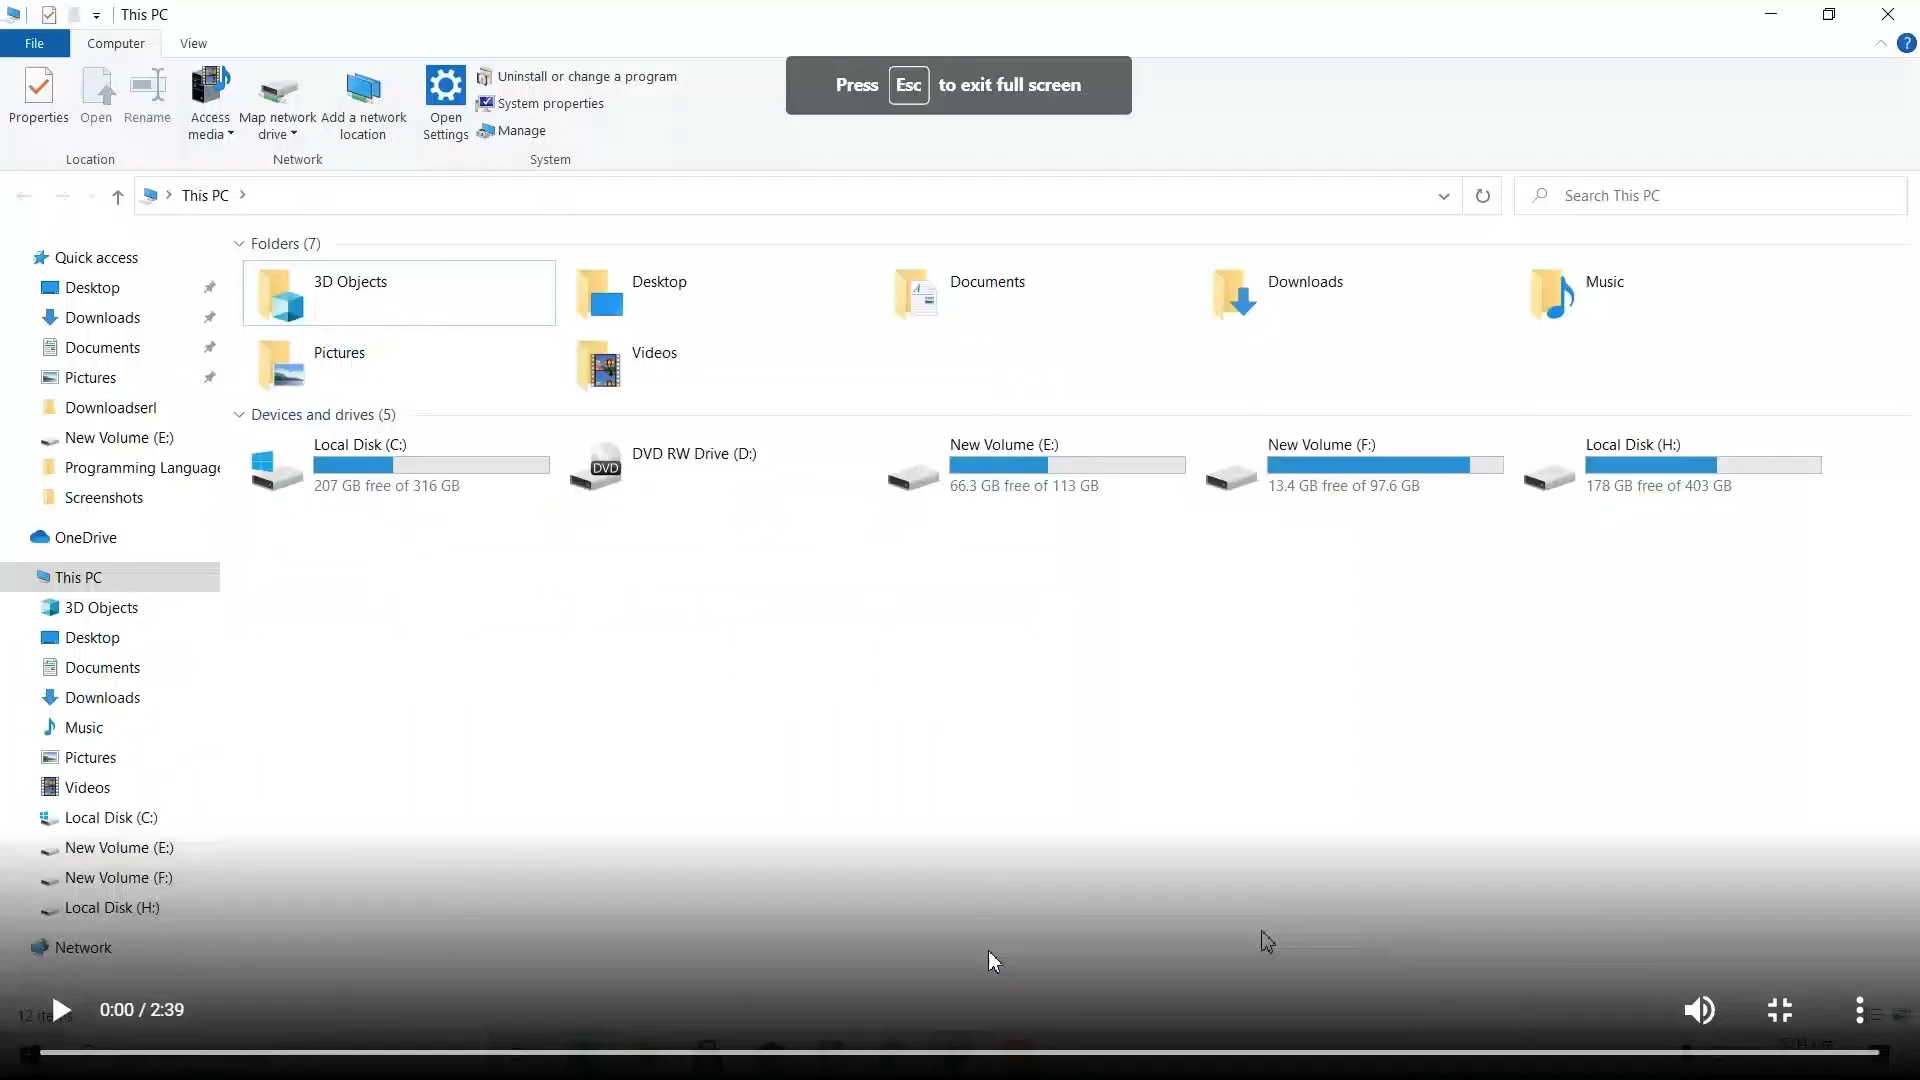 This PC
File
Computer
View
Properties
Open
Rename
Access media
Map network drive
Add a network location
Open Settings
Uninstall or change a program
System properties
Manage
Location
Network
System
Press Esc to exit full screen
This PC
Search This PC
Quick access
Desktop
Downloads
Documents
Pictures
Downloadserl
New Volume (E:)
Programming Language
Screenshots
OneDrive
This PC
3D Objects
Desktop
Documents
Downloads
Music
Pictures
Videos
Local Disk (C:)
New Volume (E:)
New Volume (F:)
Local Disk (H:)
Network
Folders (7)
3D Objects
Desktop
Documents
Downloads
Music
Pictures
Videos
Devices and drives (5)
Local Disk (C:)
207 GB free of 316 GB
DVD
DVD RW Drive (D:)
New Volume (E:)
66.3 GB free of 113 GB
New Volume (F:)
13.4 GB free of 97.6 GB
Local Disk (H:)
178 GB free of 403 GB
12 items
0:00 / 2:39